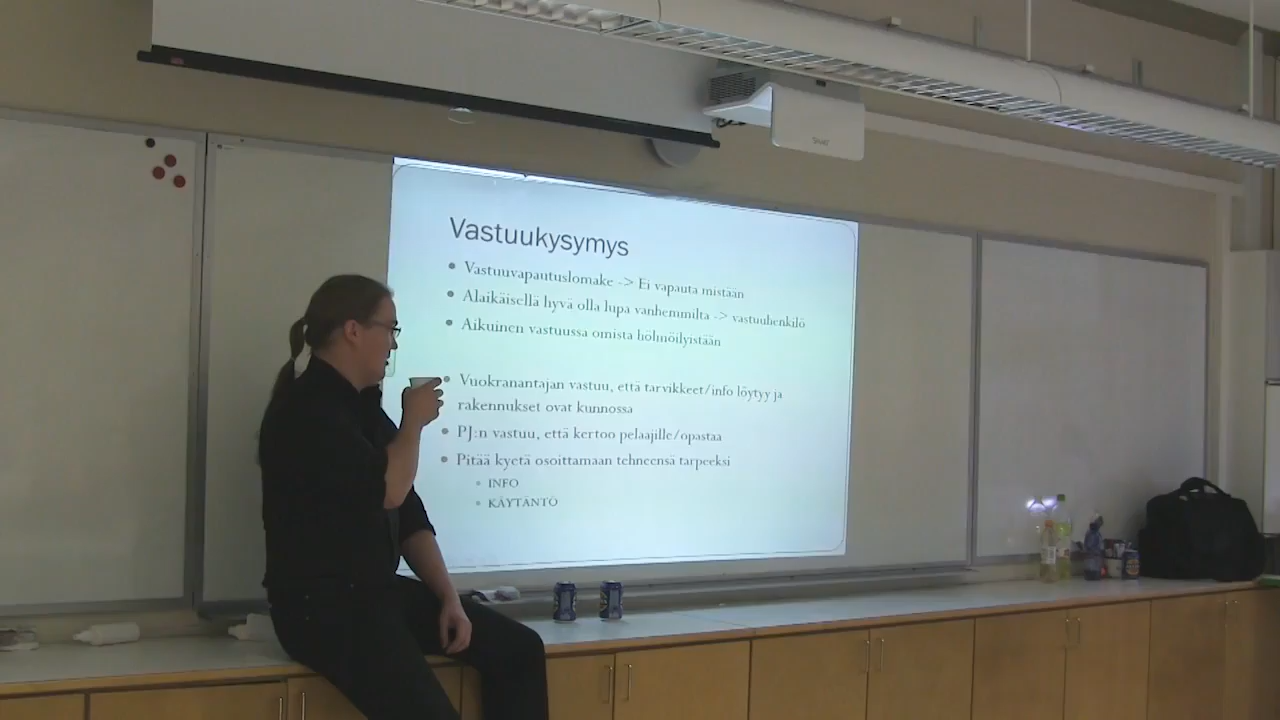 SMART
Vastuukysymys
Vastuuvapautuslomake -> Ei vapauta mistään
Alaikäisellä hyvä olla lupa vanhemmilta -> vastuuhenkilö
Aikuinen vastuussa omista hölmöilyistään
Vuokranantajan vastuu, että tarvikkeet/info löytyy ja
rakennukset ovat kunnossa
PJ:n vastuu, että kertoo pelaajille/opastaa
Pitää kyetä osoittamaan tehneensä tarpeeksi
INFO
KÄYTÄNTÖ